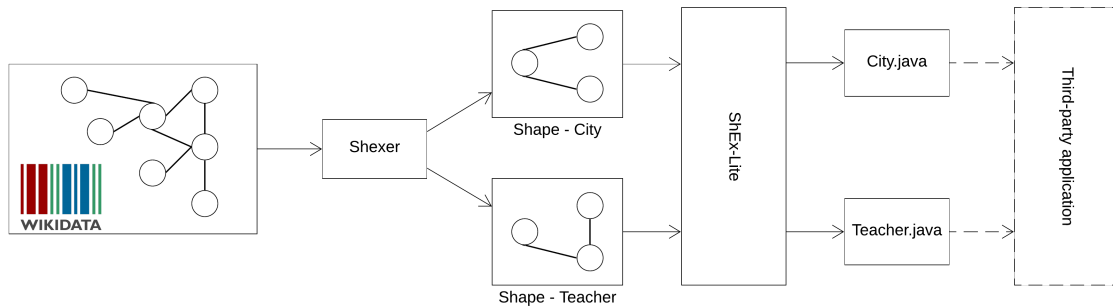 WIKIDATA
Shexer
Shape - City
Shape - Teacher
ShEx-Lite
City.java
Teacher.java
Third-party application